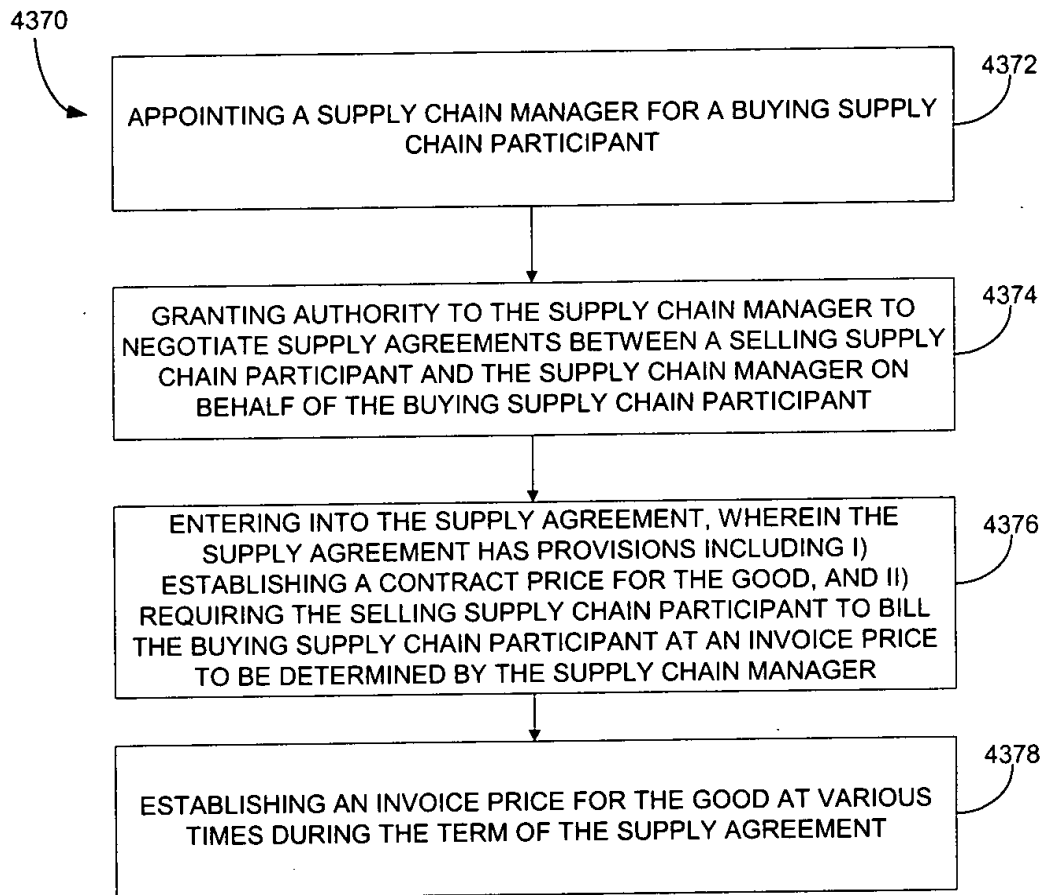 4370
4372
APPOINTING A SUPPLY CHAIN MANAGER FOR A BUYING SUPPLY
CHAIN PARTICIPANT
4374
GRANTING AUTHORITY TO THE SUPPLY CHAIN MANAGER TO
NEGOTIATE SUPPLY AGREEMENTS BETWEEN A SELLING SUPPLY
CHAIN PARTICIPANT AND THE SUPPLY CHAIN MANAGER ON
BEHALF OF THE BUYING SUPPLY CHAIN PARTICIPANT
4376
ENTERING INTO THE SUPPLY AGREEMENT, WHEREIN THE
SUPPLY AGREEMENT HAS PROVISIONS INCLUDING I)
ESTABLISHING A CONTRACT PRICE FOR THE GOOD, AND II)
REQUIRING THE SELLING SUPPLY CHAIN PARTICIPANT TO BILL
THE BUYING SUPPLY CHAIN PARTICIPANT AT AN INVOICE PRICE
TO BE DETERMINED BY THE SUPPLY CHAIN MANAGER
4378
ESTABLISHING AN INVOICE PRICE FOR THE GOOD AT VARIOUS
TIMES DURING THE TERM OF THE SUPPLY AGREEMENT